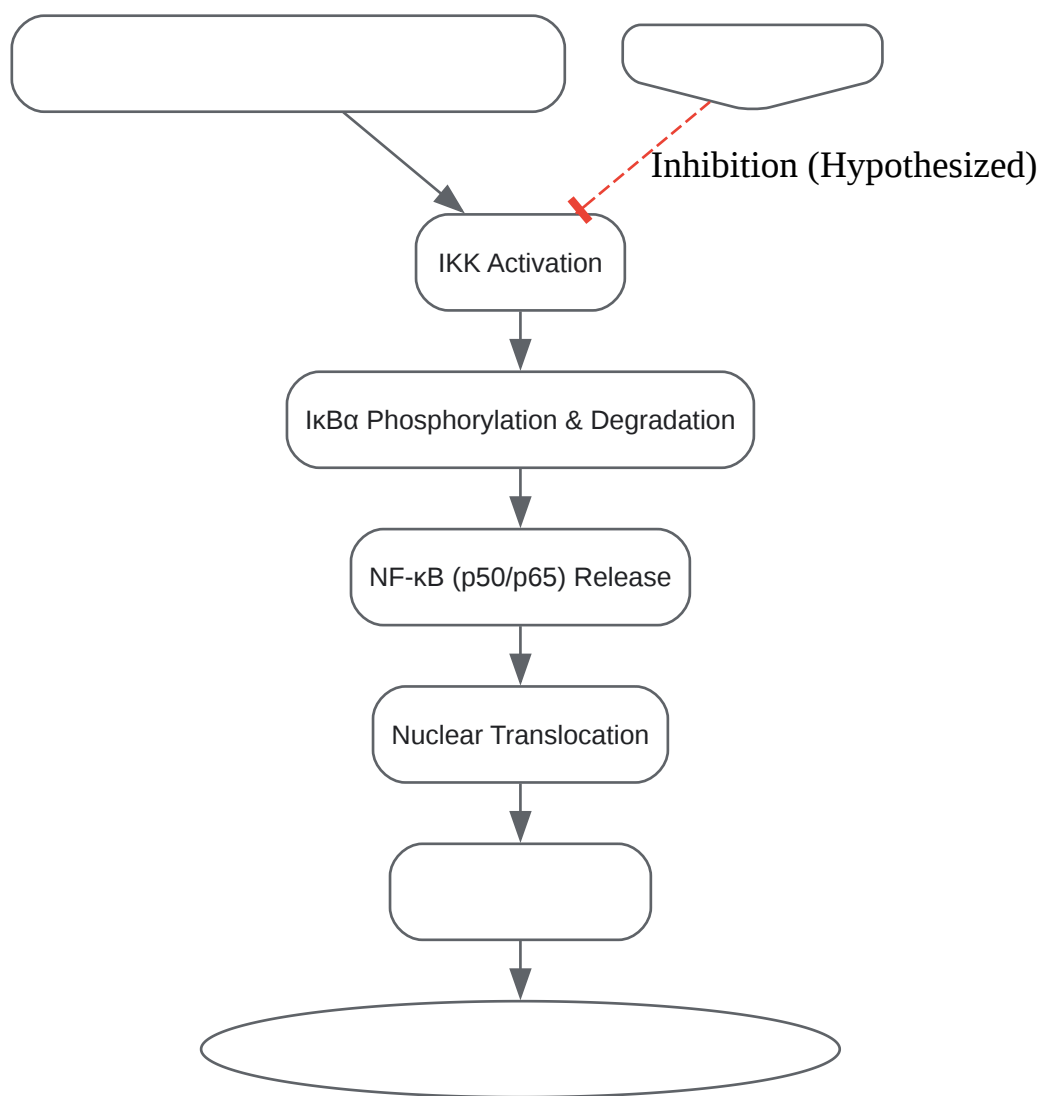 Inhibition (Hypothesized)
IKK Activation
IκBα Phosphorylation & Degradation
NF-κB (p50/p65) Release
Nuclear Translocation